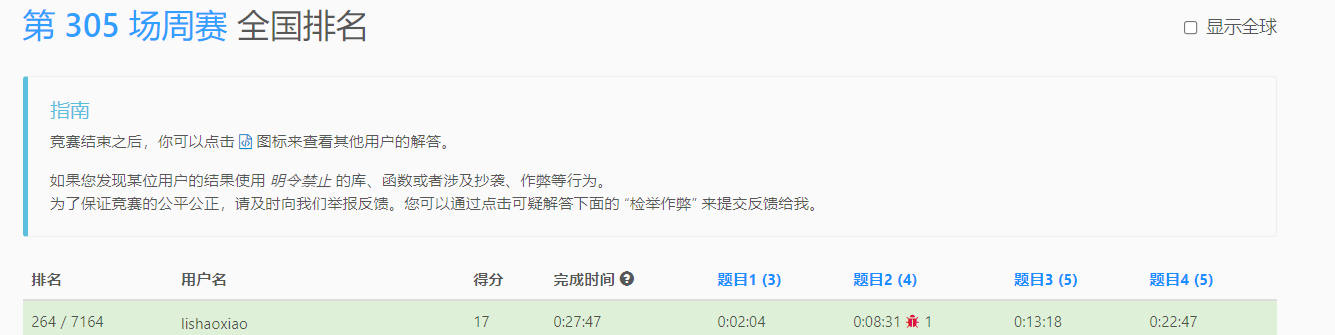 第 305 场周赛 全国排名
显示全球
指南
竞赛结束之后，你可以点击 图标来查看其他用户的解答。
如果您发现某位用户的结果使用 明令禁止 的库、函数或者涉及抄袭、作弊等行为。
为了保证竞赛的公平公正，请及时向我们举报反馈。您可以通过点击可疑解答下面的 “检举作弊” 来提交反馈给我。
排名 用户名 得分 完成时间 题目1 (3) 题目2 (4) 题目3 (5) 题目4 (5)
264 / 7164 lishaoxiao 17 0:27:47 0:02:04 0:08:31 1 0:13:18 0:22:47